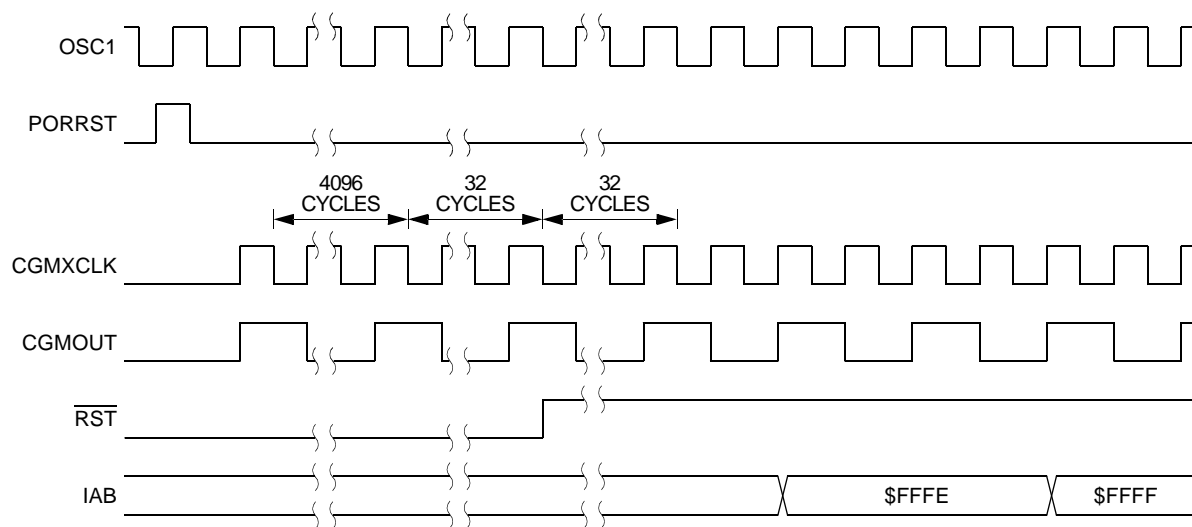 OSC1
PORRST
4096
CYCLES
32
CYCLES
32
CYCLES
CGMXCLK
CGMOUT
RST
IAB
$FFFE
$FFFF